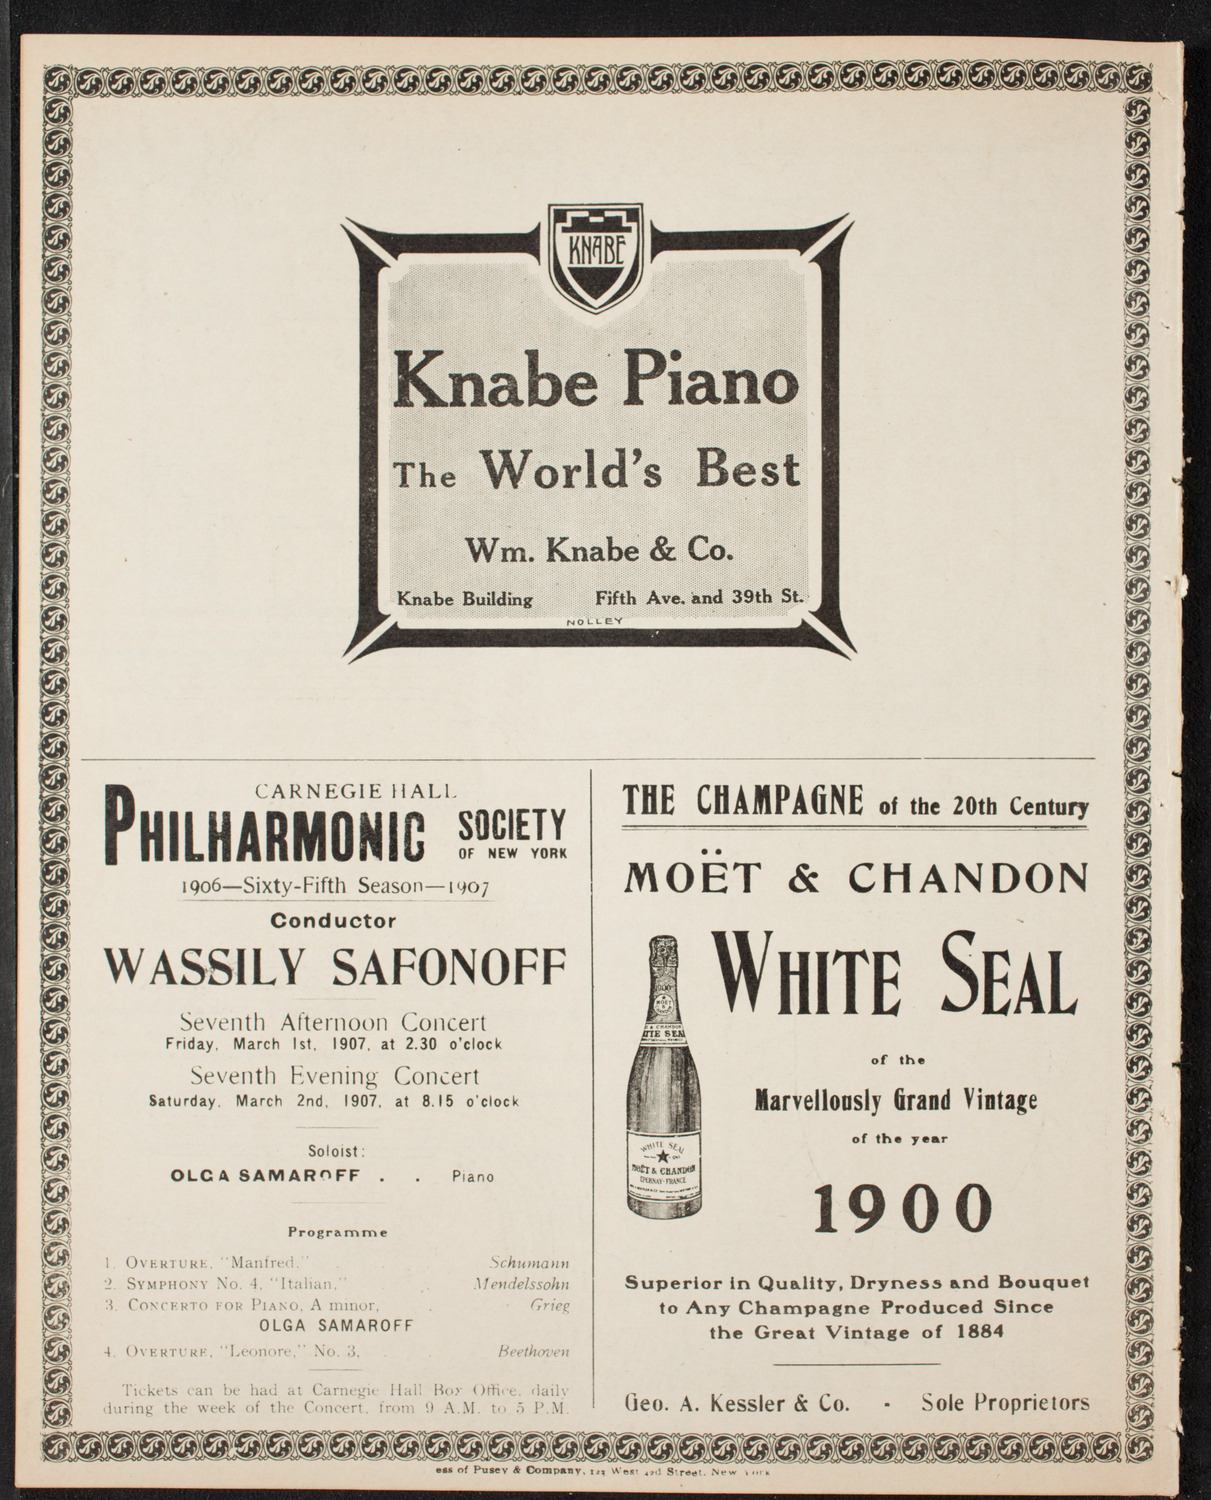 KNABE
Knabe Piano
The World's Best
Wm. Knabe & Co.
Knabe Building Fifth Ave. and 39th St.
NOLLEY
CARNEGIE HALL
PHILHARMONIC SOCIETY
OF NEW YORK
1906—Sixty-Fifth Season—1907
Conductor
WASSILY SAFONOFF
Seventh Afternoon Concert
Friday, March 1st, 1907, at 2.30 o'clock
Seventh Evening Concert
Saturday, March 2nd, 1907, at 8.15 o'clock
Soloist:
OLGA SAMAROFF . . Piano
Programme
1. OVERTURE, "Manfred," Schumann
2. SYMPHONY No. 4, "Italian," . Mendelssohn
3. CONCERTO FOR PIANO, A minor, . . Grieg
OLGA SAMAROFF
4. OVERTURE, "Leonore," No. 3, Beethoven
Tickets can be had at Carnegie Hall Box Office, daily
during the week of the Concert, from 9 A.M. to 5 P.M.
THE CHAMPAGNE of the 20th Century
MOËT & CHANDON
WHITE SEAL
of the
Marvellously Grand Vintage
of the year
1900
WHITE SEAL
MOËT & CHANDON
EPERNAY-FRANCE
Superior in Quality, Dryness and Bouquet
to Any Champagne Produced Since
the Great Vintage of 1884
Geo. A. Kessler & Co. - Sole Proprietors
ess of Pusey & Company, 123 West 42d Street, New York